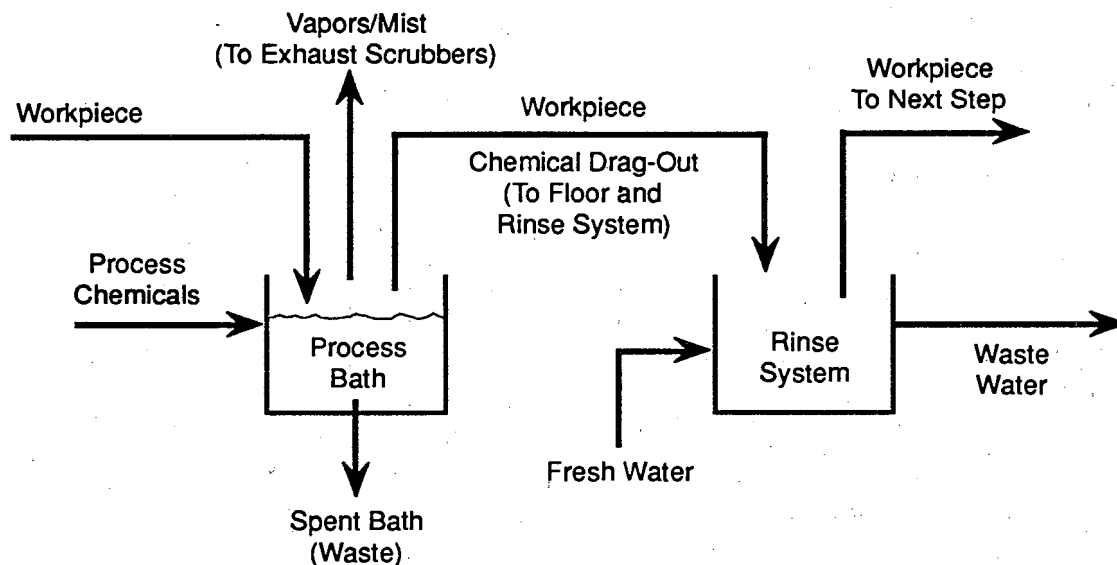 Vapors/Mist
(To Exhaust Scrubbers)
Workpiece
Workpiece
Workpiece
To Next Step
Chemical Drag-Out
(To Floor and
Rinse System)
Process
Chemicals
Process
Bath
Rinse
System
Waste
Water
Fresh Water
Spent Bath
(Waste)